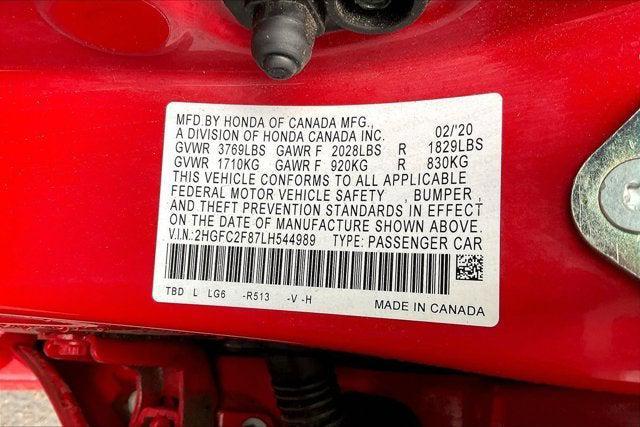 MFD.BY HONDA OF CANADA MFG.,
A DIVISION OF HONDA CANADA INC. 02/'20
GVWR 3769LBS GAWR F 2028LBS R 1829LBS
GVWR 1710KG GAWR F 920KG R 830KG
THIS VEHICLE CONFORMS TO ALL APPLICABLE
FEDERAL MOTOR VEHICLE SAFETY , BUMPER ,
AND THEFT PREVENTION STANDARDS IN EFFECT
ON THE DATE OF MANUFACTURE SHOWN ABOVE.
V.I.N.:2HGFC2F87LH544989 TYPE: PASSENGER CAR
TBD L LG6 -R513 -V -H MADE IN CANADA